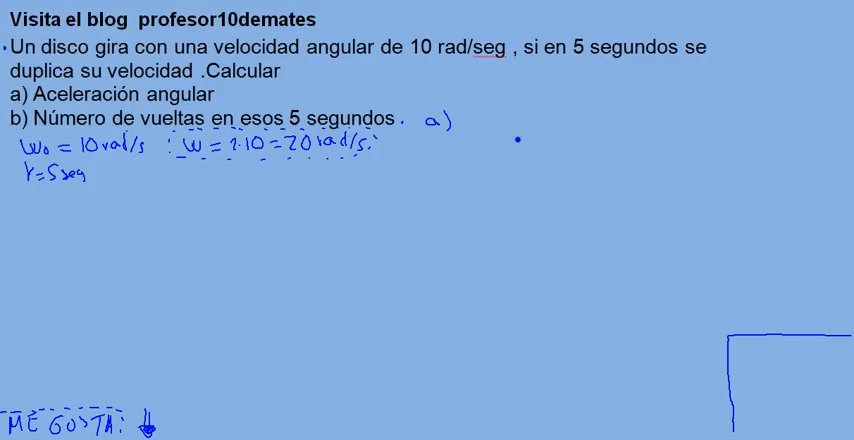 Visita el blog profesor10demates
Un disco gira con una velocidad angular de 10 rad/seg , si en 5 segundos se
duplica su velocidad .Calcular
a) Aceleración angular
b) Número de vueltas en esos 5 segundos. a)
ω₀ = 10 rad/s ω = 2·10 = 20 rad/s.
t = 5 seg
ME GUSTA: